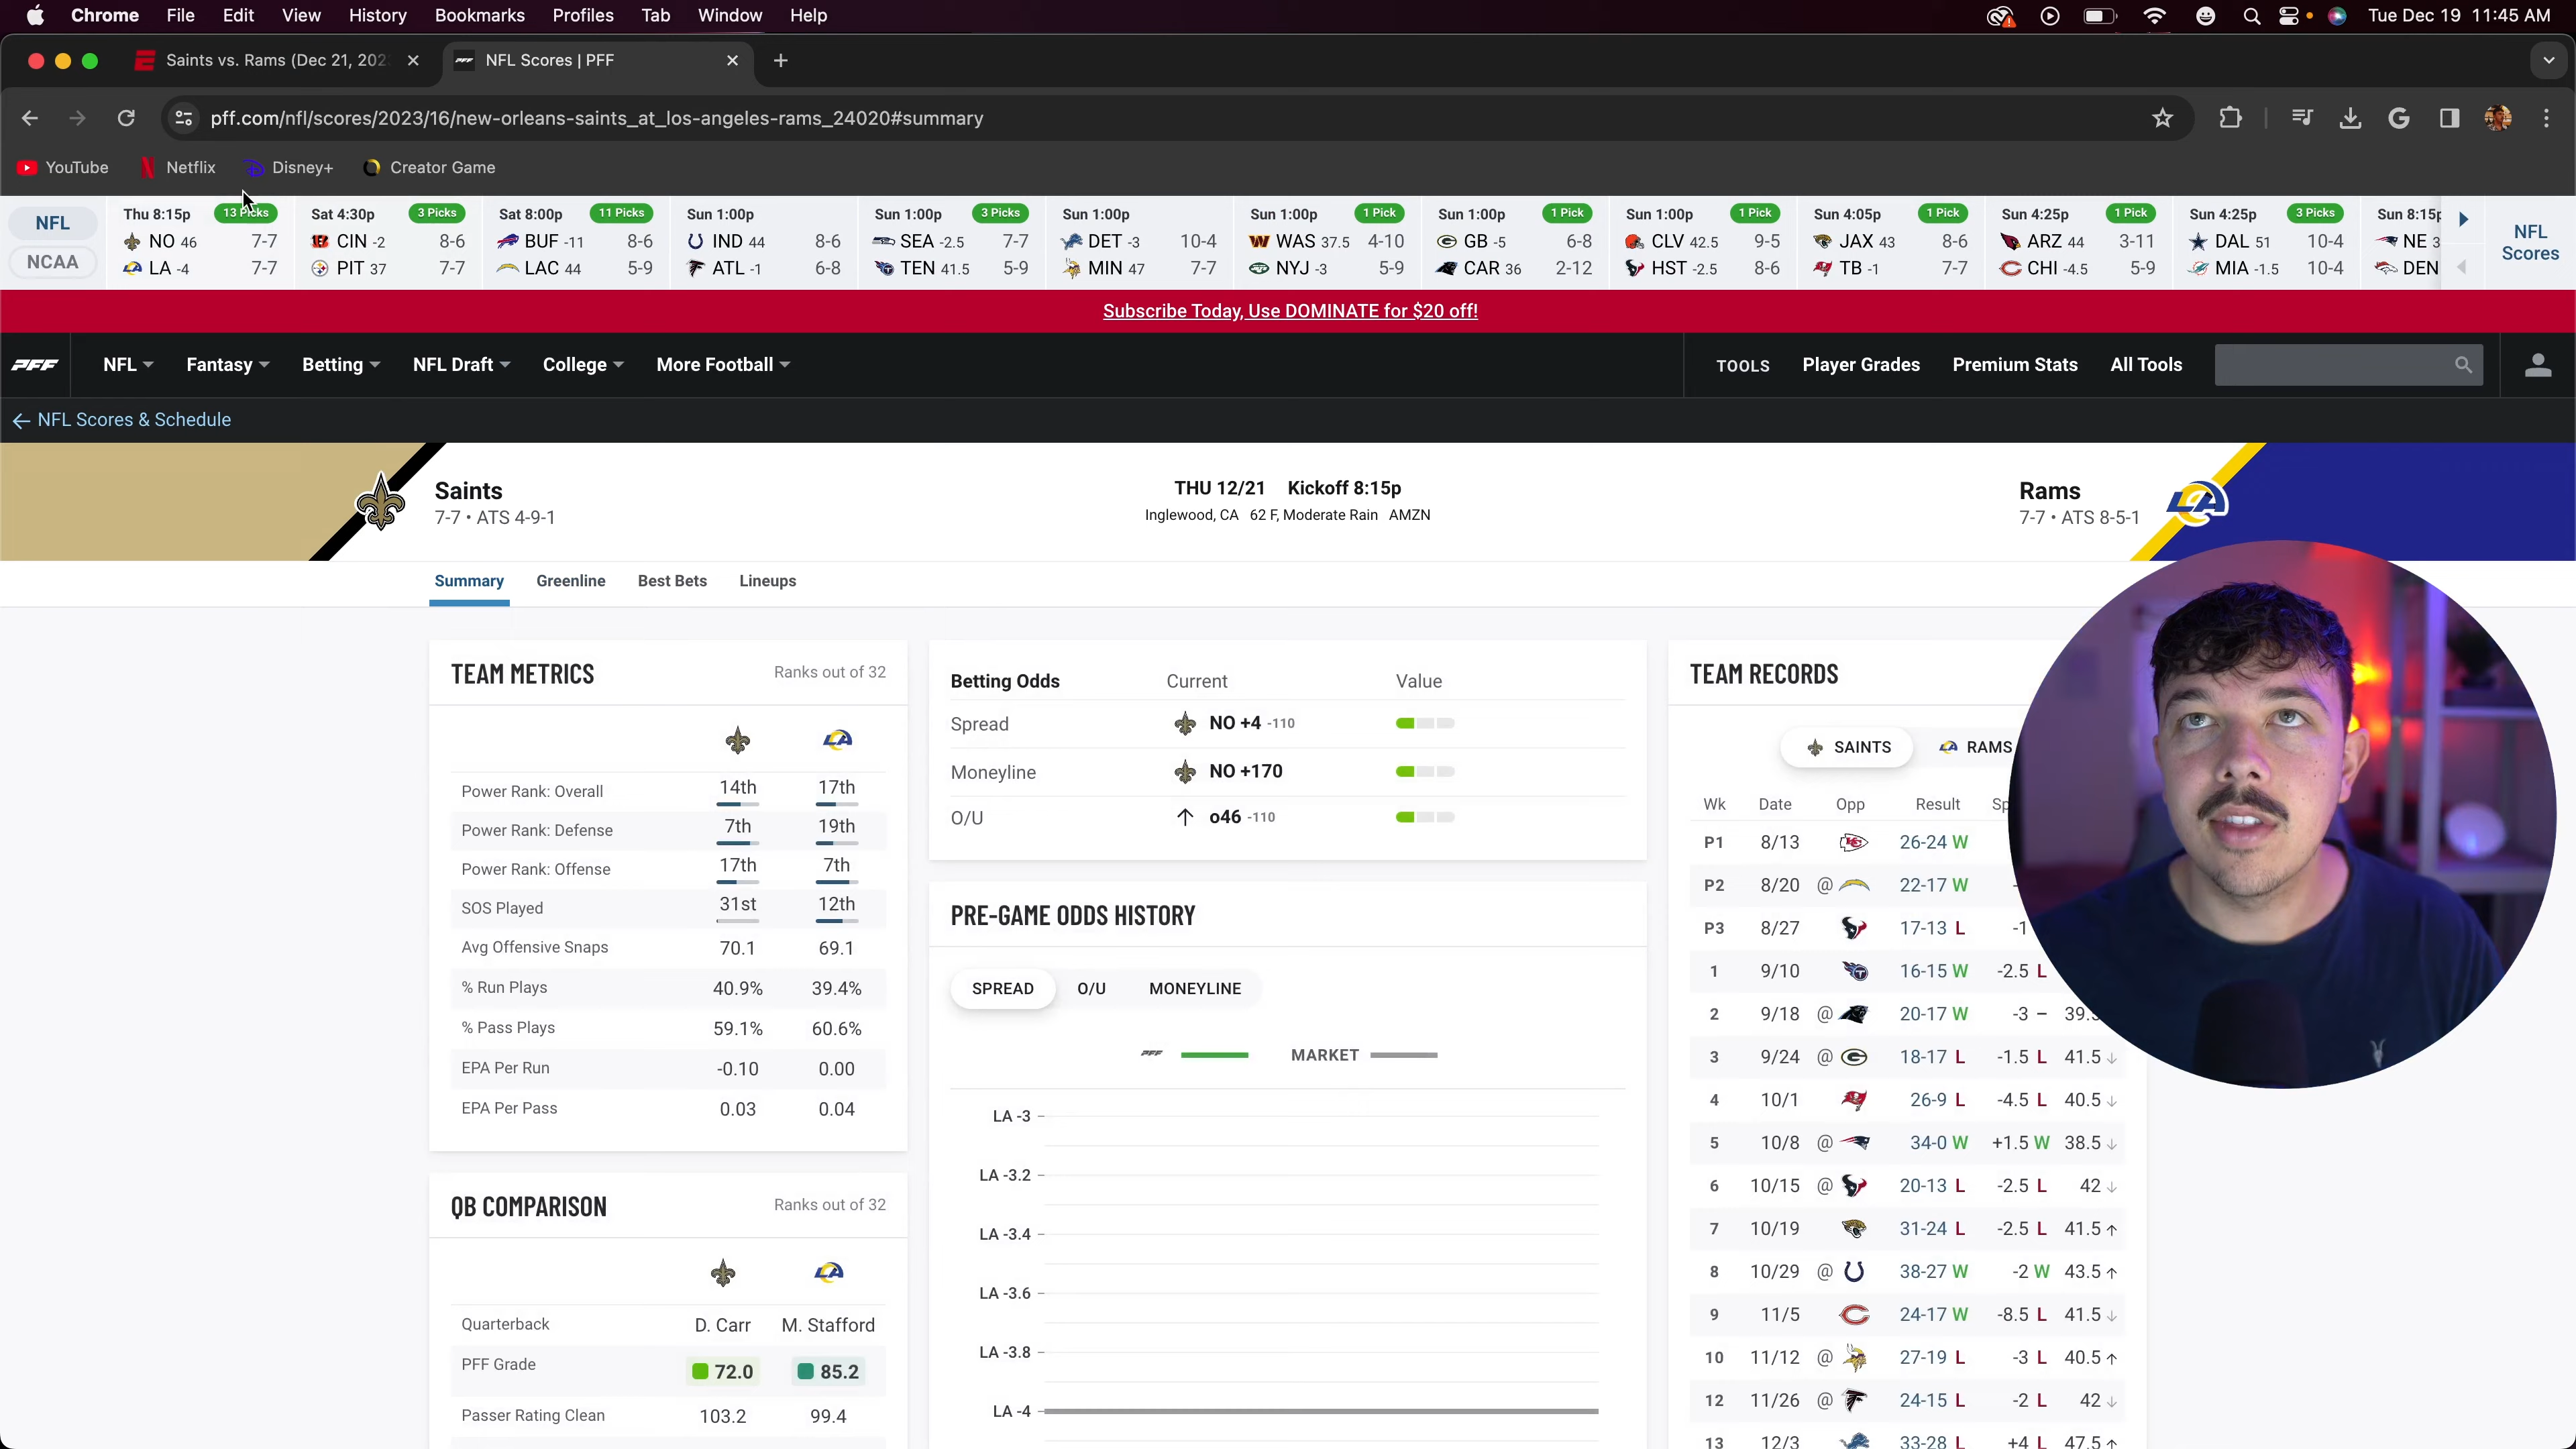 Chrome File Edit View History Bookmarks Profiles Tab Window Help Tue Dec 19 11:45 AM
Saints vs. Rams (Dec 21, 202 NFL Scores | PFF
pff.com/nfl/scores/2023/16/new-orleans-saints_at_los-angeles-rams_24020#summary
YouTube Netflix Disney+ Creator Game
NFL Thu 8:15p 13 Picks Sat 4:30p 3 Picks Sat 8:00p 11 Picks Sun 1:00p Sun 1:00p 3 Picks Sun 1:00p Sun 1:00p 1 Pick Sun 1:00p 1 Pick Sun 1:00p 1 Pick Sun 4:05p 1 Pick Sun 4:25p 1 Pick Sun 4:25p 3 Picks Sun 8:15p
NO 46 7-7 CIN -2 8-6 BUF -11 8-6 IND 44 8-6 SEA -2.5 7-7 DET -3 10-4 WAS 37.5 4-10 GB -5 6-8 CLV 42.5 9-5 JAX 43 8-6 ARZ 44 3-11 DAL 51 10-4 NE 3 NFL Scores
NCAA LA -4 7-7 PIT 37 7-7 LAC 44 5-9 ATL -1 6-8 TEN 41.5 5-9 MIN 47 7-7 NYJ -3 5-9 CAR 36 2-12 HST -2.5 8-6 TB -1 7-7 CHI -4.5 5-9 MIA -1.5 10-4 DEN
Subscribe Today, Use DOMINATE for $20 off!
PFF NFL Fantasy Betting NFL Draft College More Football TOOLS Player Grades Premium Stats All Tools
← NFL Scores & Schedule
Saints THU 12/21 Kickoff 8:15p Rams
7-7 • ATS 4-9-1 Inglewood, CA 62 F, Moderate Rain AMZN 7-7 • ATS 8-5-1
Summary Greenline Best Bets Lineups
TEAM METRICS Ranks out of 32
Power Rank: Overall 14th 17th
Power Rank: Defense 7th 19th
Power Rank: Offense 17th 7th
SOS Played 31st 12th
Avg Offensive Snaps 70.1 69.1
% Run Plays 40.9% 39.4%
% Pass Plays 59.1% 60.6%
EPA Per Run -0.10 0.00
EPA Per Pass 0.03 0.04
QB COMPARISON Ranks out of 32
Quarterback D. Carr M. Stafford
PFF Grade 72.0 85.2
Passer Rating Clean 103.2 99.4
Betting Odds Current Value
Spread NO +4 -110
Moneyline NO +170
O/U ↑ o46 -110
PRE-GAME ODDS HISTORY
SPREAD O/U MONEYLINE
PFF MARKET
LA -3
LA -3.2
LA -3.4
LA -3.6
LA -3.8
LA -4
TEAM RECORDS
SAINTS RAMS
Wk Date Opp Result Sp
P1 8/13 26-24 W
P2 8/20 @ 22-17 W -
P3 8/27 17-13 L -1
1 9/10 16-15 W -2.5 L
2 9/18 @ 20-17 W -3 – 39.
3 9/24 @ 18-17 L -1.5 L 41.5 ↓
4 10/1 26-9 L -4.5 L 40.5 ↓
5 10/8 @ 34-0 W +1.5 W 38.5 ↓
6 10/15 @ 20-13 L -2.5 L 42 ↓
7 10/19 31-24 L -2.5 L 41.5 ↑
8 10/29 @ 38-27 W -2 W 43.5 ↑
9 11/5 24-17 W -8.5 L 41.5 ↓
10 11/12 @ 27-19 L -3 L 40.5 ↑
12 11/26 @ 24-15 L -2 L 42 ↓
13 12/3 33-28 L +4 L 47.5 ↑